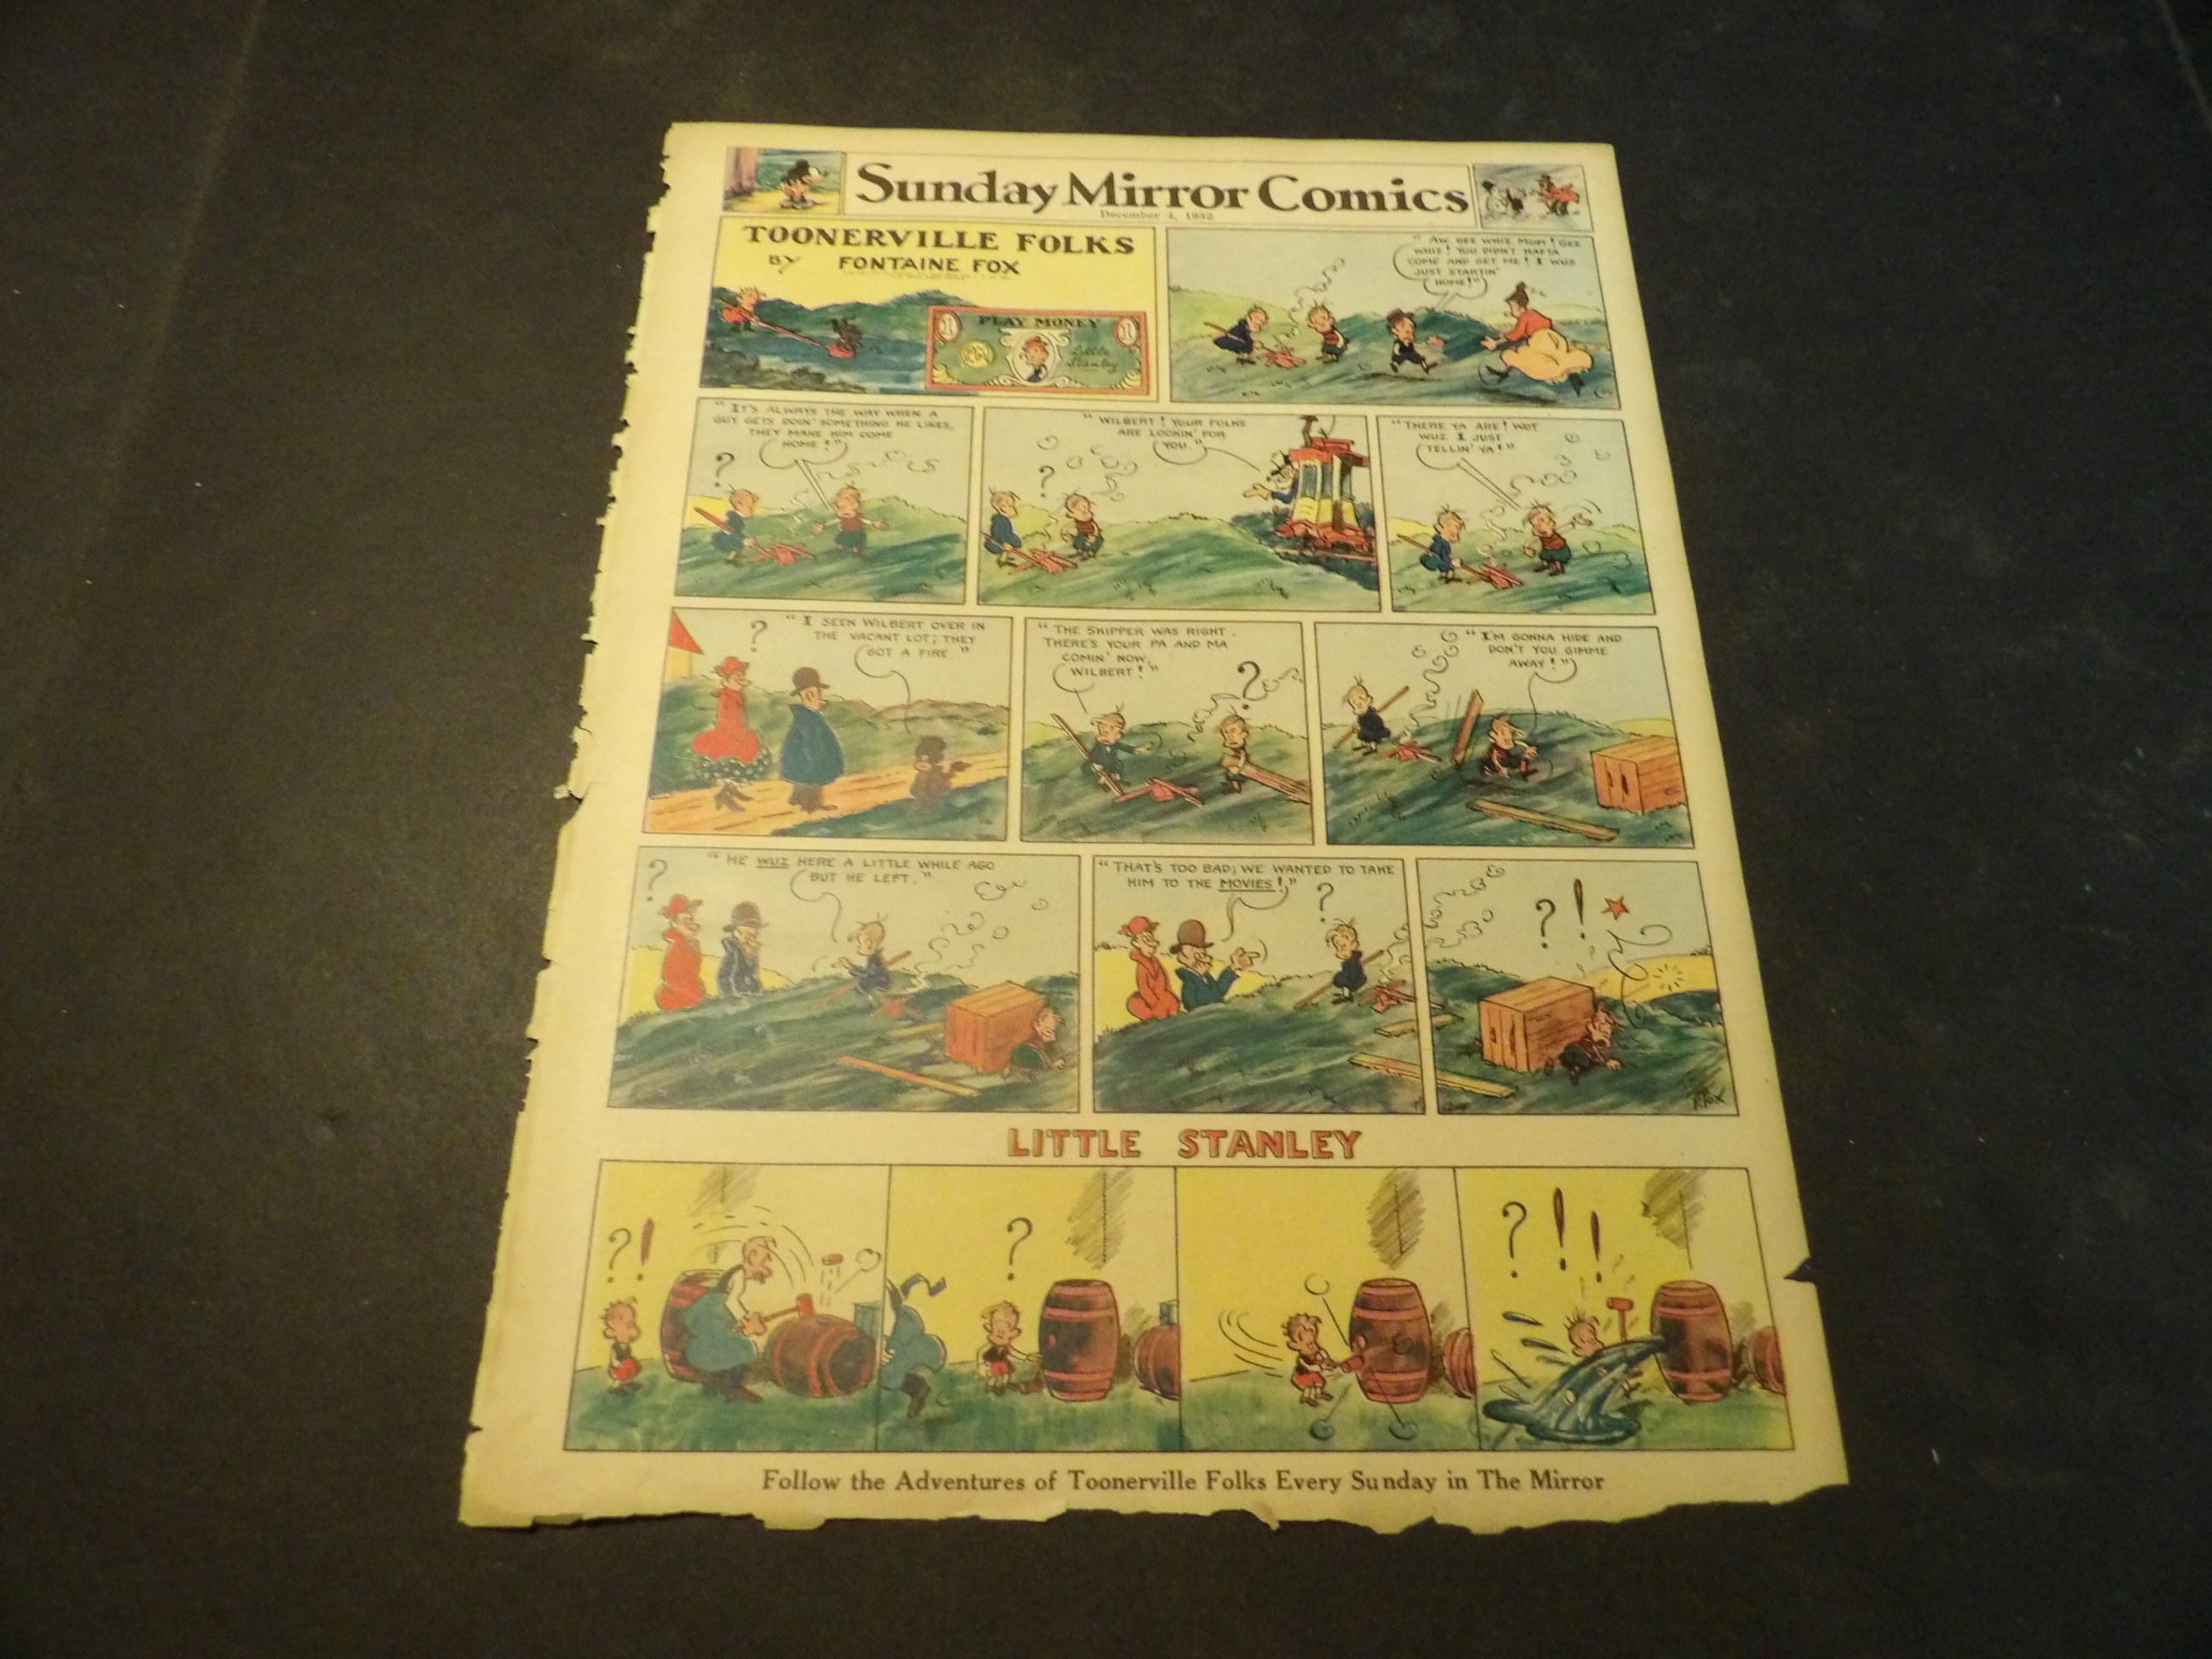 Sunday Mirror Comics
December 4, 1932
TOONERVILLE FOLKS
BY FONTAINE FOX
PLAY MONEY
1
1
Little
Stanley
"AW GEE WHIZ, MOM! GEE
WHIZ! YOU DIDN'T HAFTA
COME AND GET ME! I WUZ
JUST STARTIN'
HOME!"
"IT'S ALWAYS THE WAY WHEN A
GUY GETS DOIN' SOMETHING HE LIKES,
THEY MAKE HIM COME
HOME!"
?
"WILBERT! YOUR FOLKS
ARE LOOKIN' FOR
YOU."
?
"THERE YA ARE! WOT
WUZ I JUST
TELLIN' YA!"
?
"I SEEN WILBERT OVER IN
THE VACANT LOT; THEY
GOT A FIRE."
"THE SKIPPER WAS RIGHT.
THERE'S YOUR PA AND MA
COMIN' NOW,
WILBERT!"
?
"I'M GONNA HIDE AND
DON'T YOU GIMME
AWAY!"
?
"HE WUZ HERE A LITTLE WHILE AGO
BUT HE LEFT."
"THAT'S TOO BAD; WE WANTED TO TAKE
HIM TO THE MOVIES!"
?
?!
FOX
LITTLE STANLEY
?!
?
?!!
Follow the Adventures of Toonerville Folks Every Sunday in The Mirror